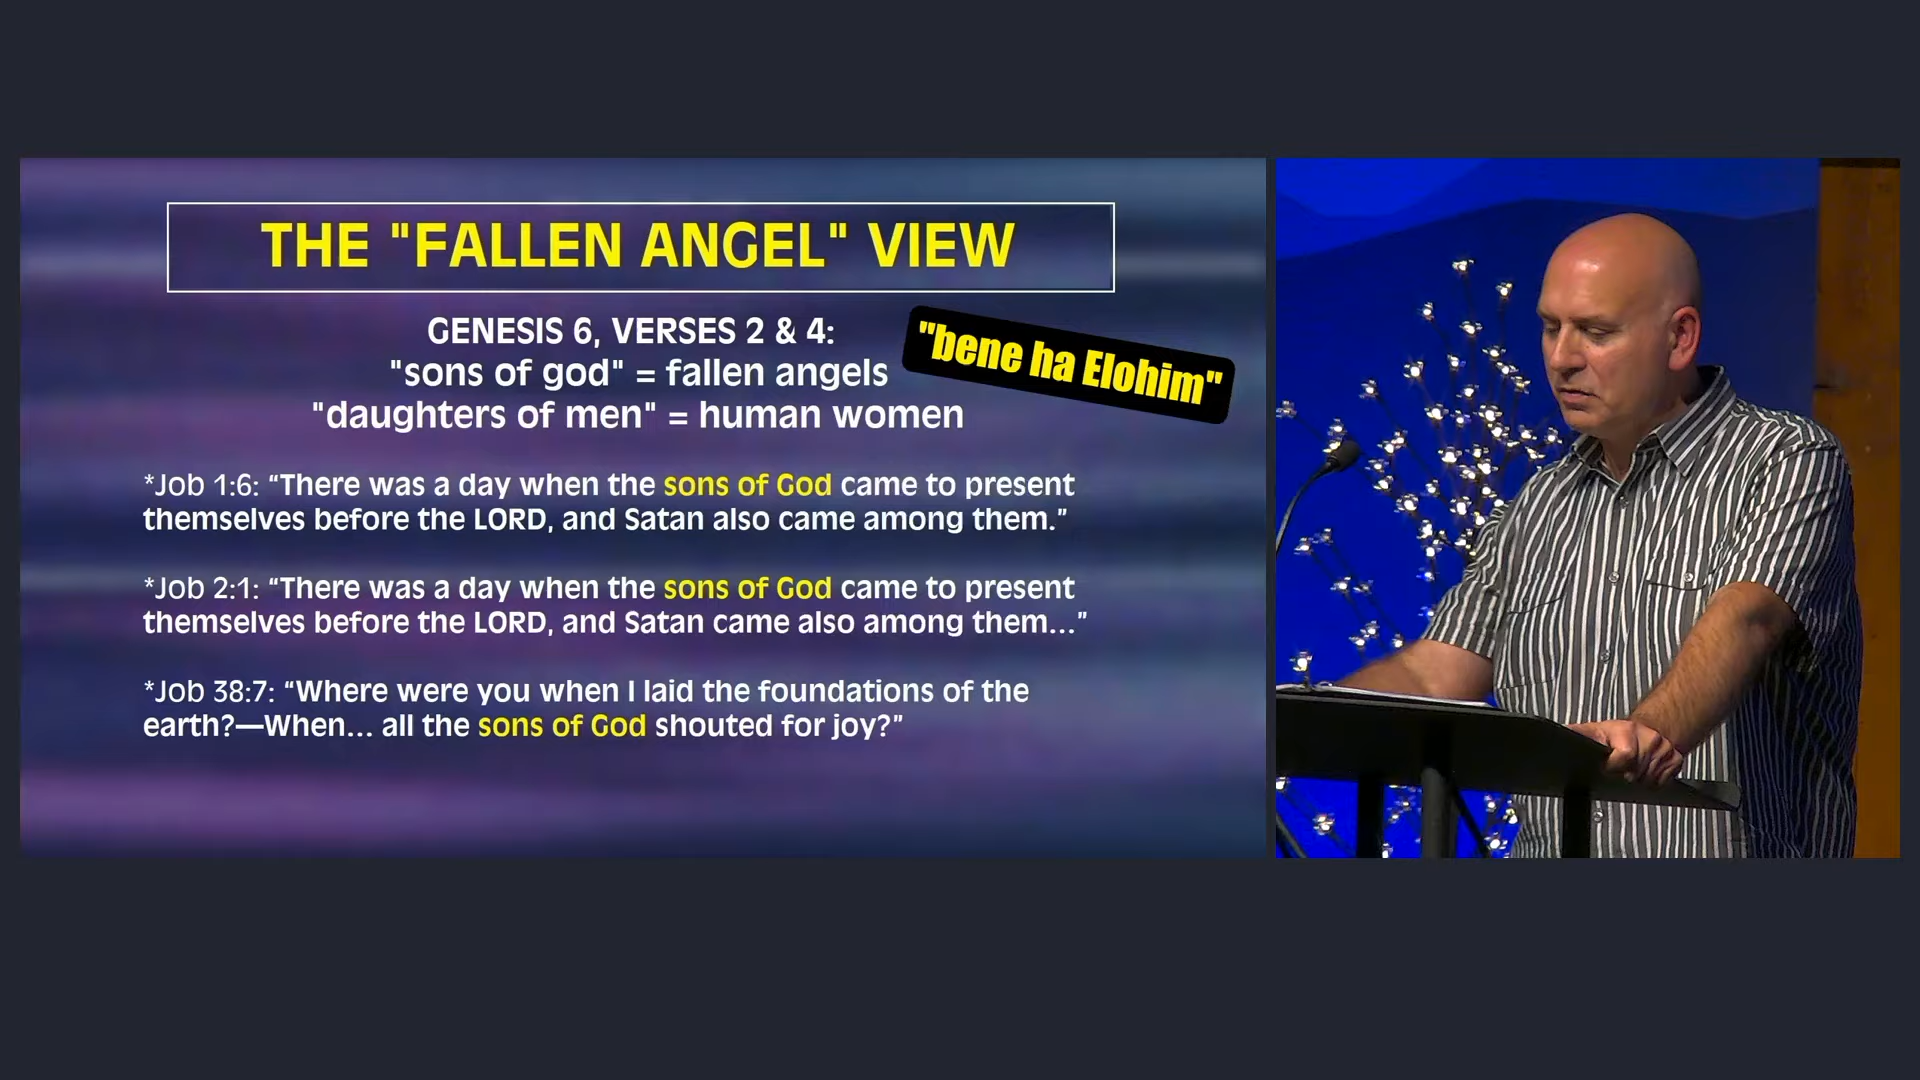 THE "FALLEN ANGEL" VIEW
GENESIS 6, VERSES 2 & 4:
"sons of god" = fallen angels
"daughters of men" = human women
"bene ha Elohim"
*Job 1:6: “There was a day when the sons of God came to present
themselves before the LORD, and Satan also came among them.”
*Job 2:1: “There was a day when the sons of God came to present
themselves before the LORD, and Satan came also among them...”
*Job 38:7: “Where were you when I laid the foundations of the
earth?—When... all the sons of God shouted for joy?”